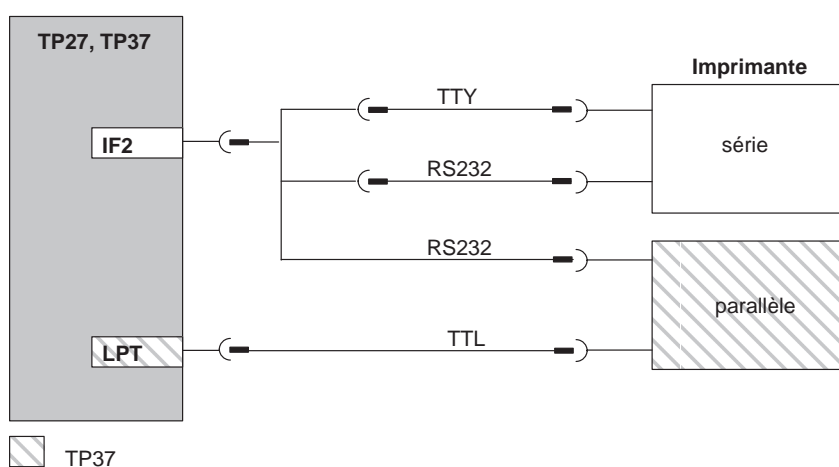 TP27, TP37
Imprimante
TTY
IF2
série
RS232
RS232
parallèle
LPT
TTL
TP37